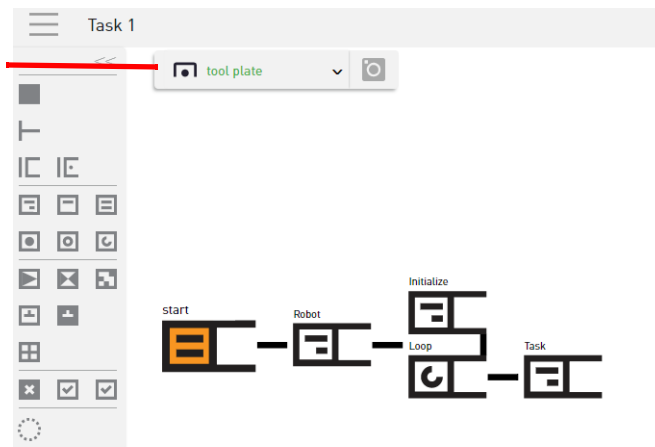 Task 1
<<
tool plate
Initialize
start
Robot
Loop
Task